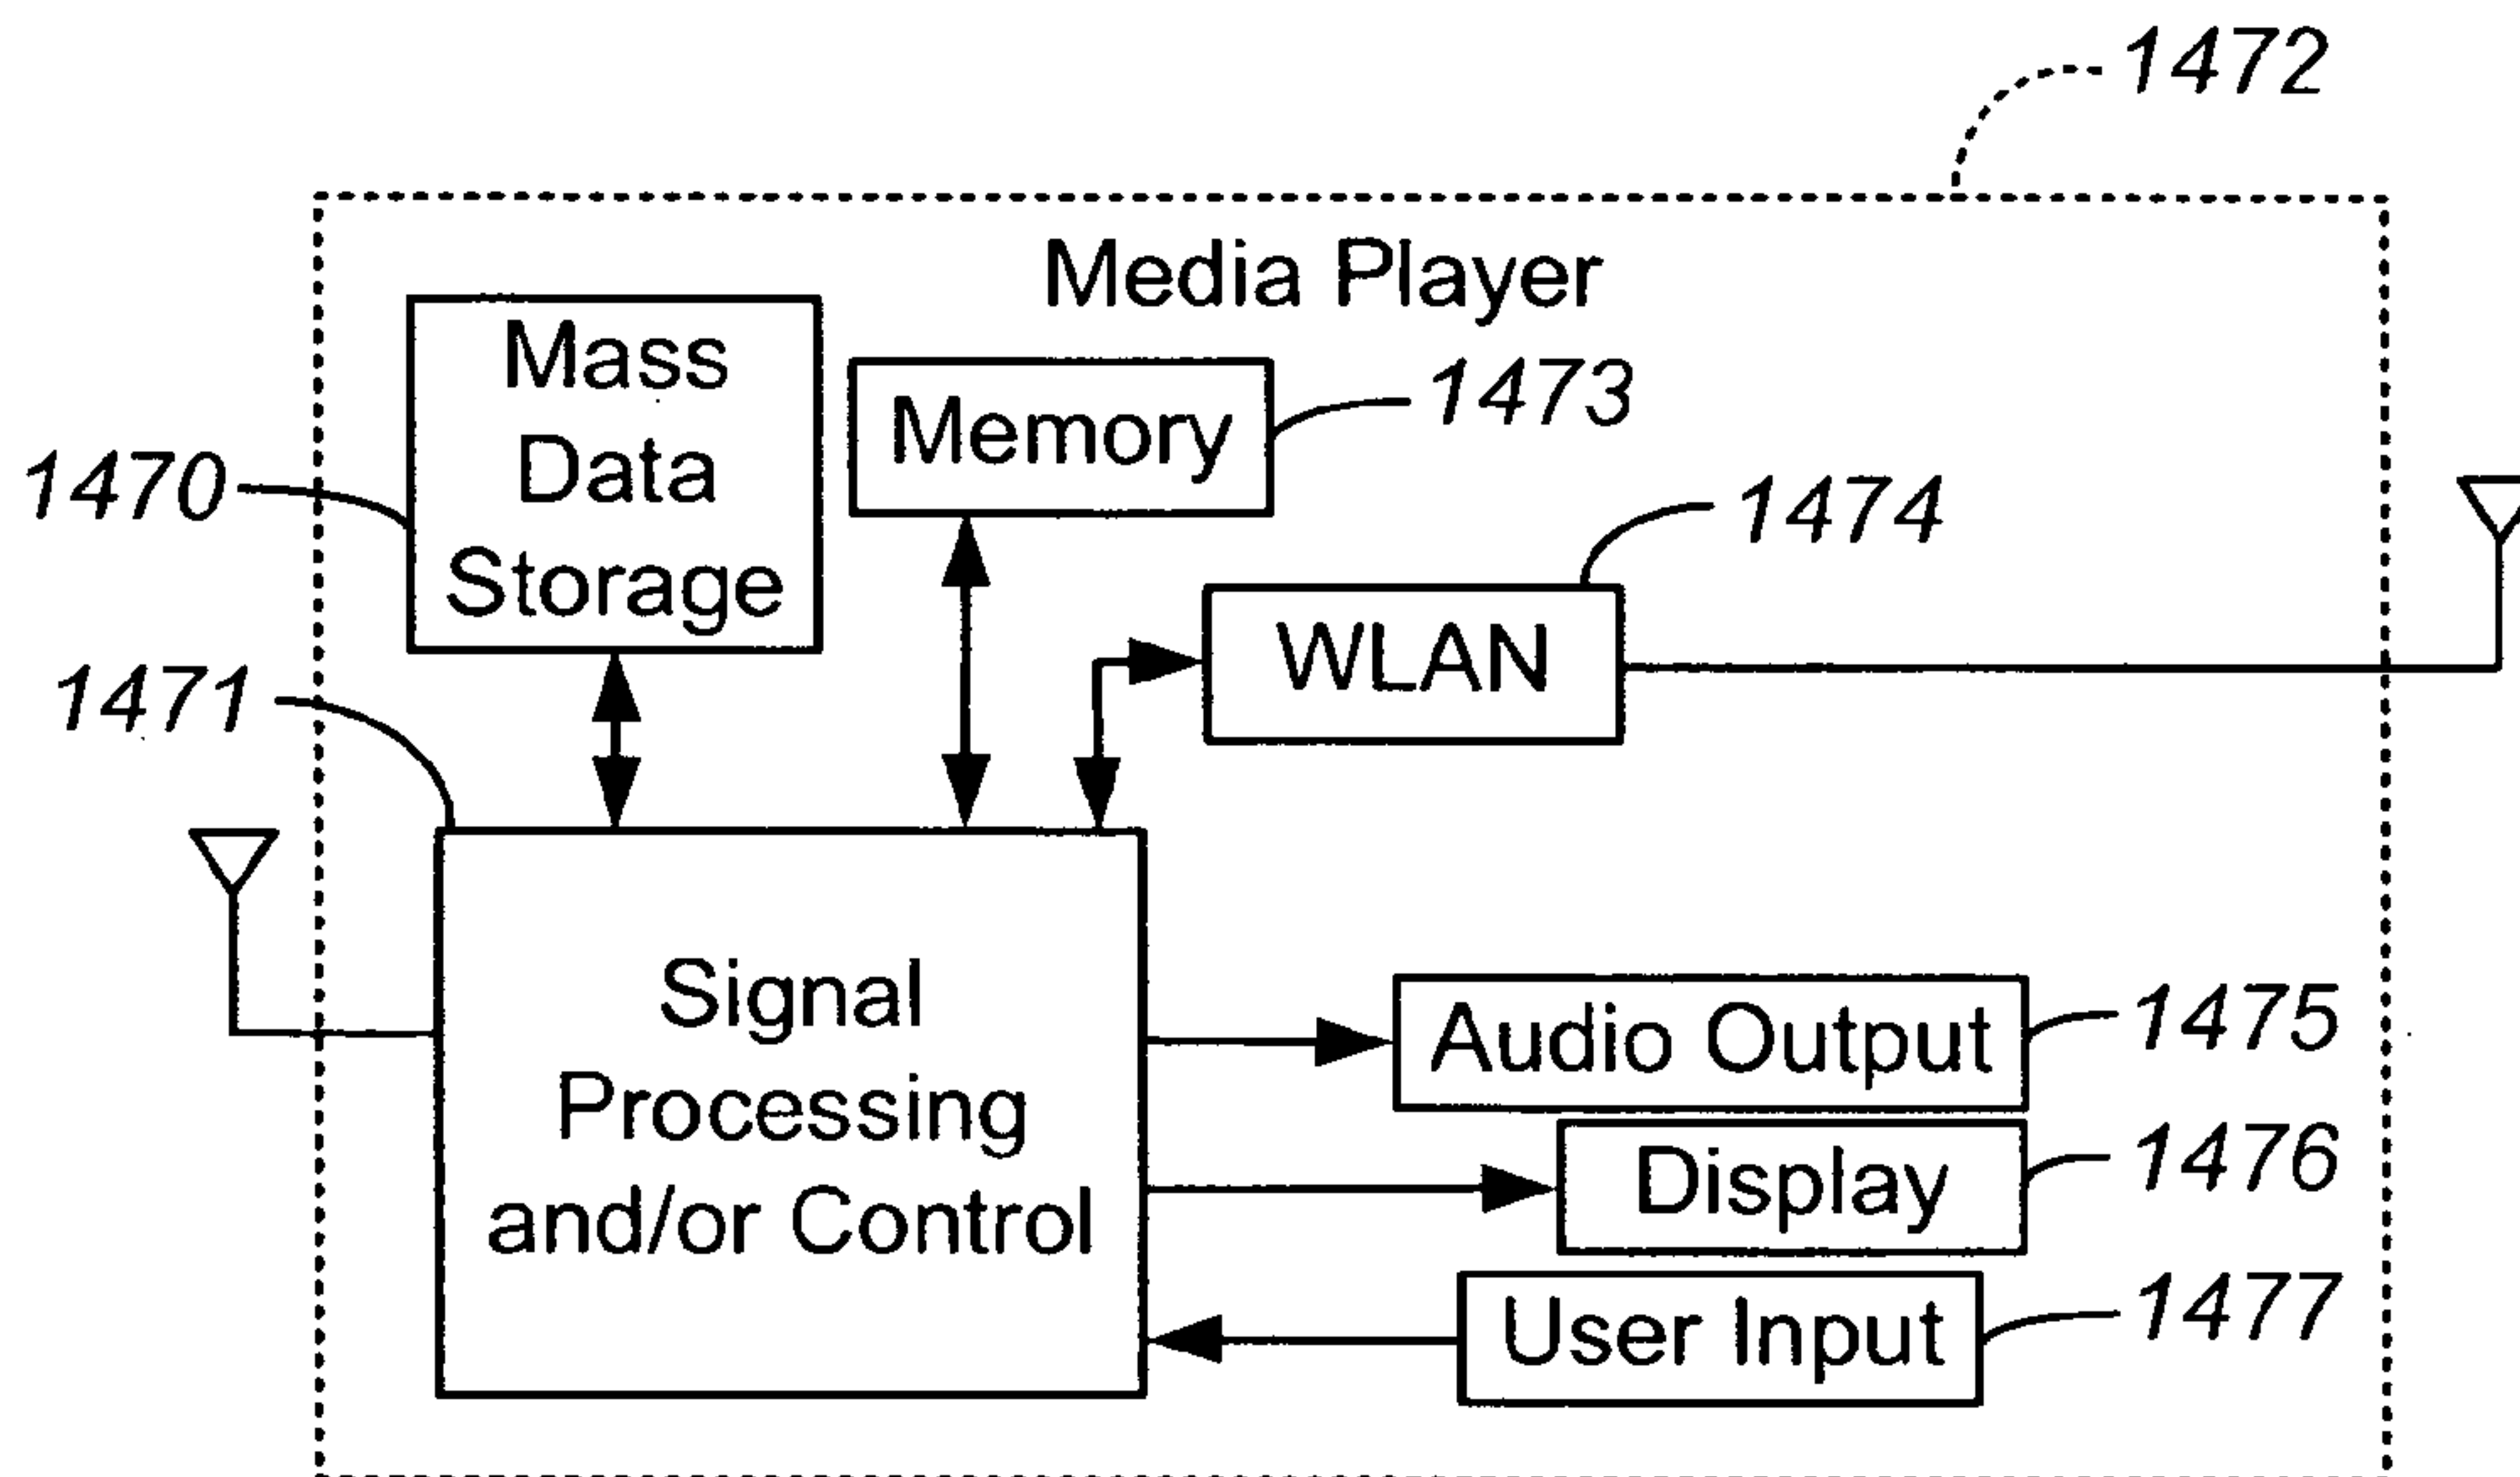 1472
Media Player
Mass
Data
Storage
Memory
1473
1470
1474
WLAN
1471
Signal
Processing
and/or Control
Audio Output
1475
Display
1476
User Input
1477